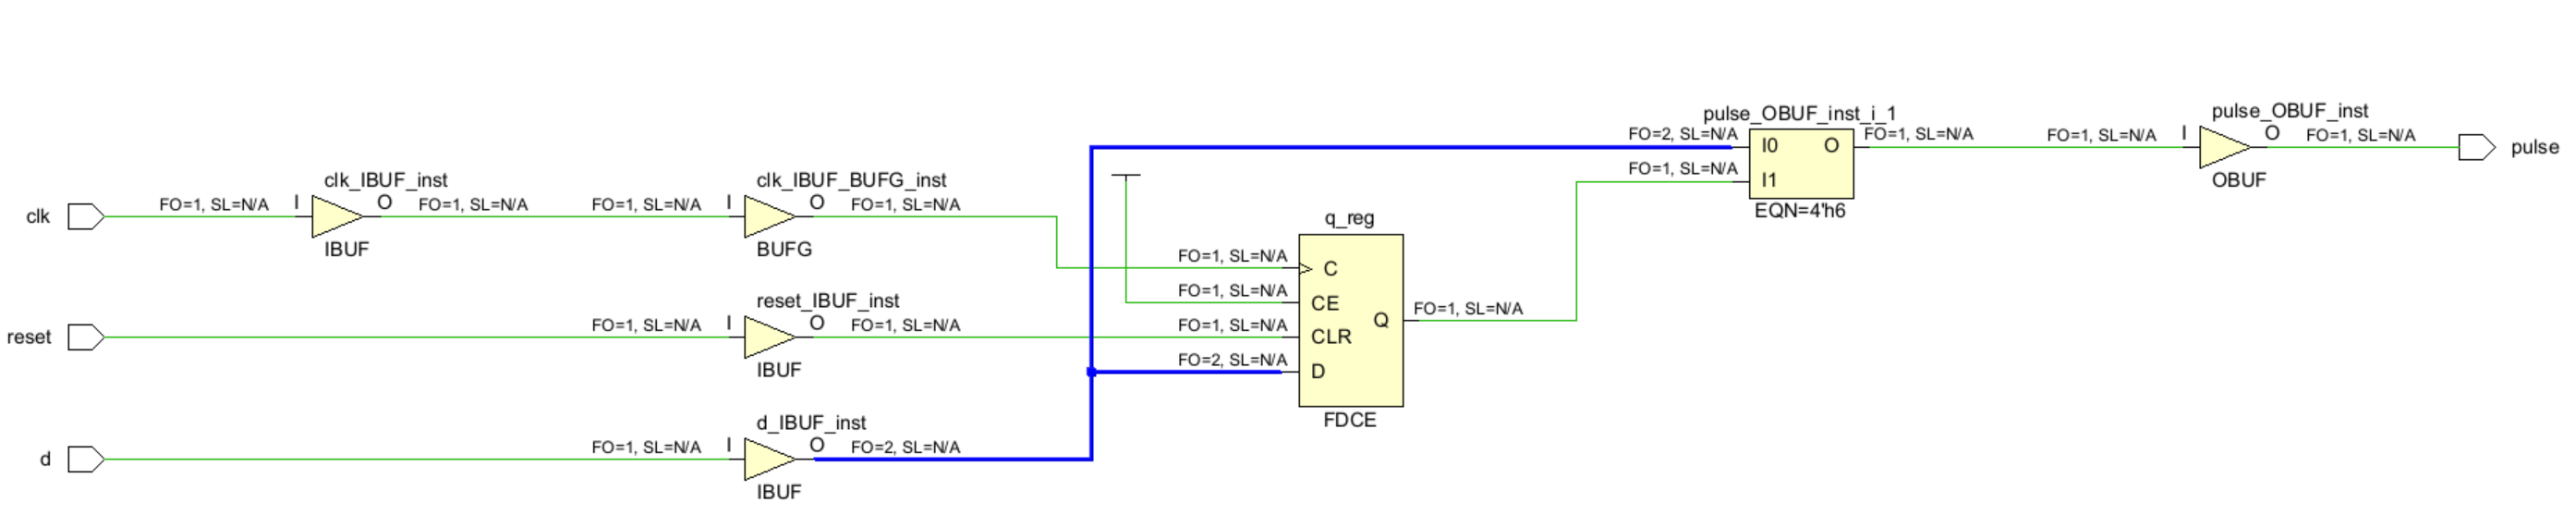 pulse_OBUF_inst_i_1
pulse_OBUF_inst
FO=2, SL=N/A
I0
O
FO=1, SL=N/A
FO=1, SL=N/A
I
O
FO=1, SL=N/A
pulse
FO=1, SL=N/A
I1
OBUF
EQN=4'h6
clk_IBUF_inst
clk_IBUF_BUFG_inst
clk
FO=1, SL=N/A
I
O
FO=1, SL=N/A
FO=1, SL=N/A
I
O
FO=1, SL=N/A
IBUF
BUFG
q_reg
FO=1, SL=N/A
C
FO=1, SL=N/A
CE
reset_IBUF_inst
reset
FO=1, SL=N/A
I
O
FO=1, SL=N/A
FO=1, SL=N/A
CLR
Q
FO=1, SL=N/A
IBUF
FO=2, SL=N/A
D
FDCE
d_IBUF_inst
d
FO=1, SL=N/A
I
O
FO=2, SL=N/A
IBUF